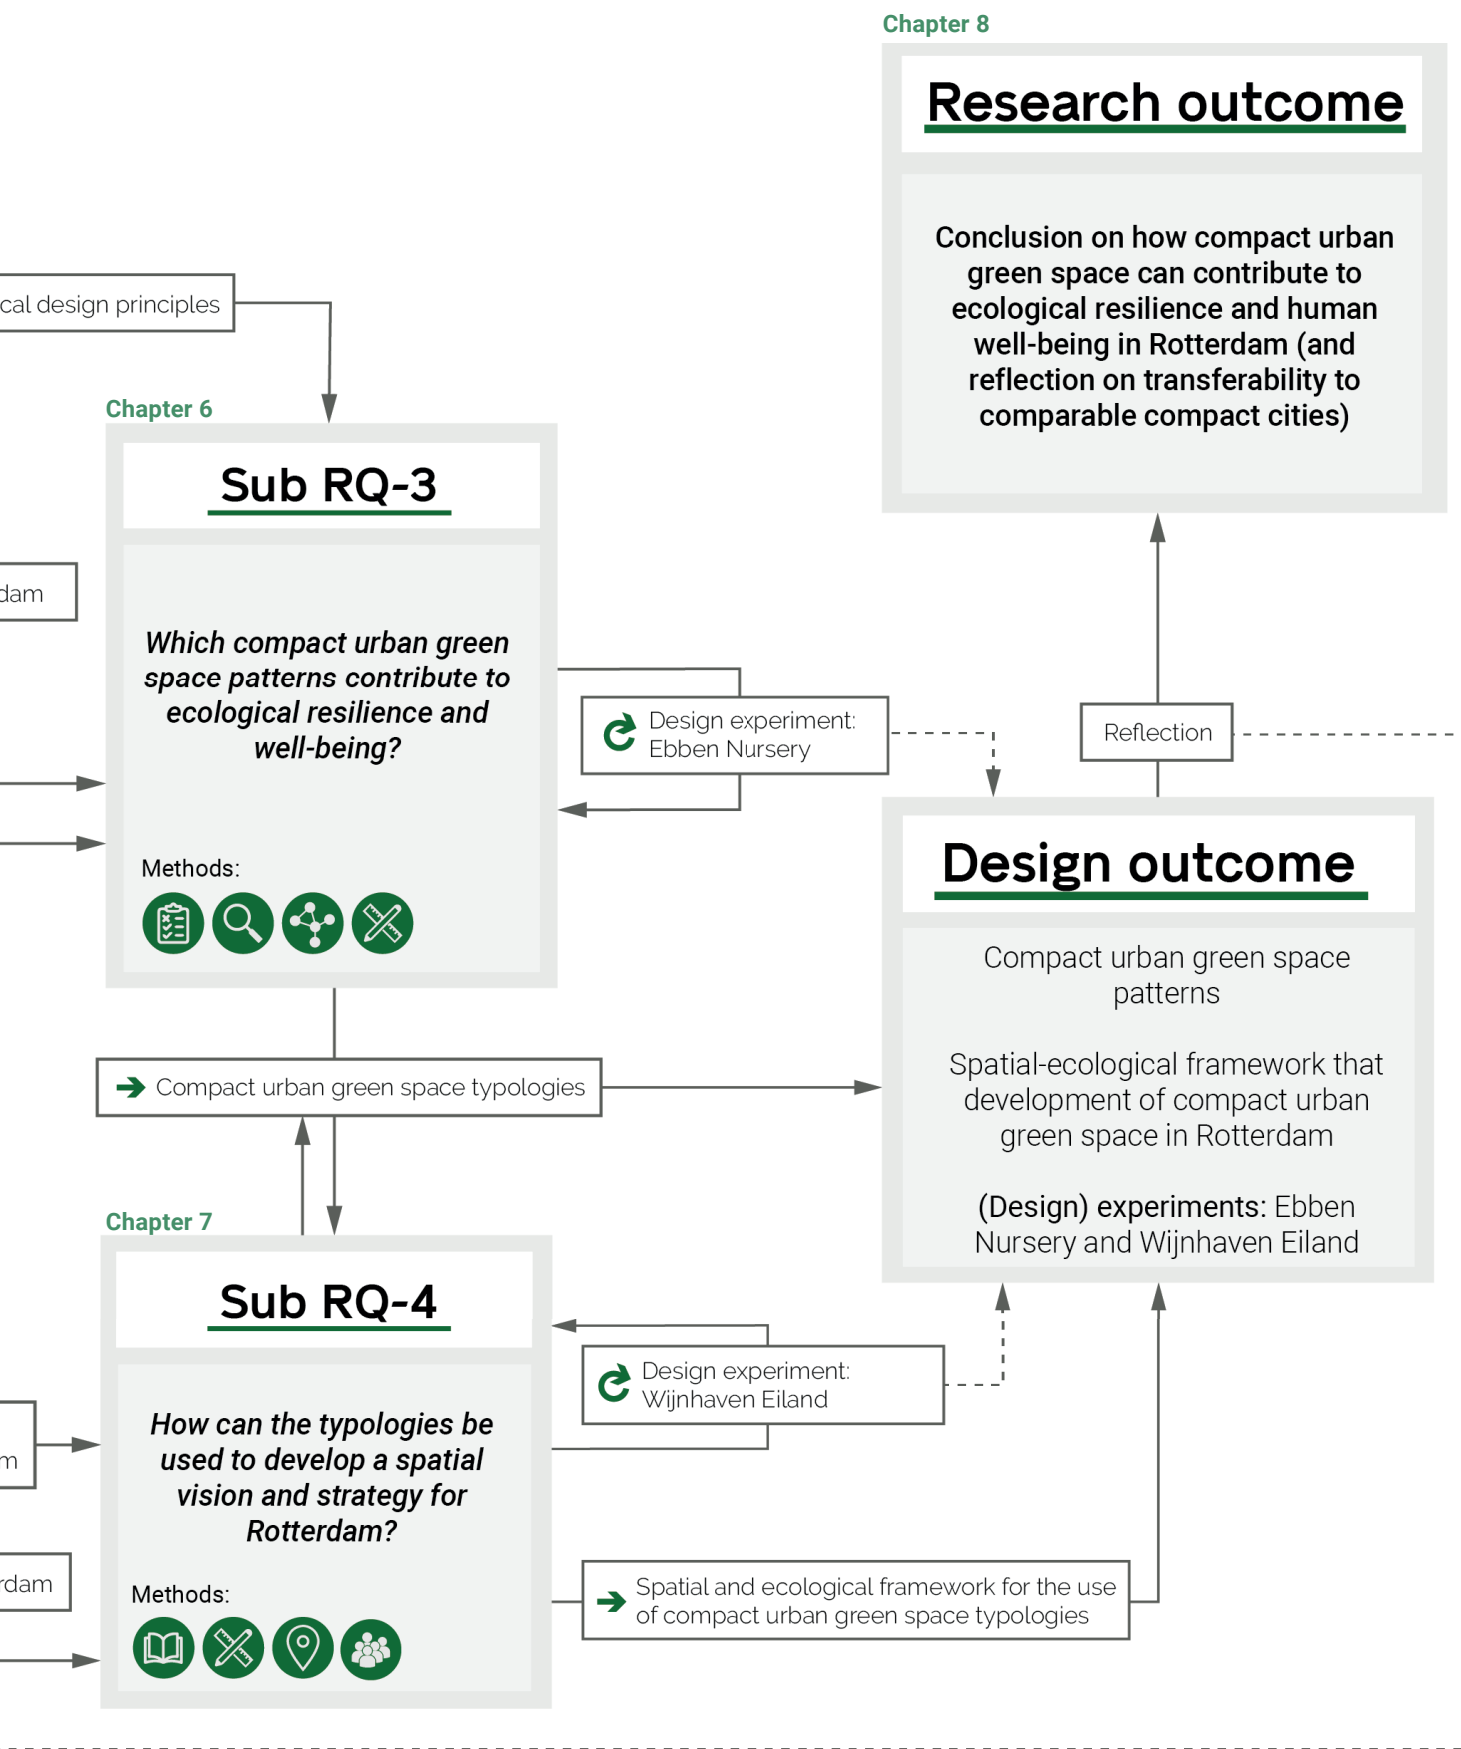 Chapter 8
Research outcome
Conclusion on how compact urban
green space can contribute to
ecological resilience and human
well-being in Rotterdam (and
reflection on transferability to
comparable compact cities)
design principles
Chapter 6
Sub RQ-3
Which compact urban green
space patterns contribute to
ecological resilience and
well-being?
Methods:
Design experiment:
Ebben Nursery
Reflection
Design outcome
Compact urban green space
patterns
Spatial-ecological framework that
development of compact urban
green space in Rotterdam
(Design) experiments: Ebben
Nursery and Wijnhaven Eiland
Compact urban green space typologies
Chapter 7
Sub RQ-4
How can the typologies be
used to develop a spatial
vision and strategy for
Rotterdam?
Methods:
Design experiment:
Wijnhaven Eiland
Spatial and ecological framework for the use
of compact urban green space typologies